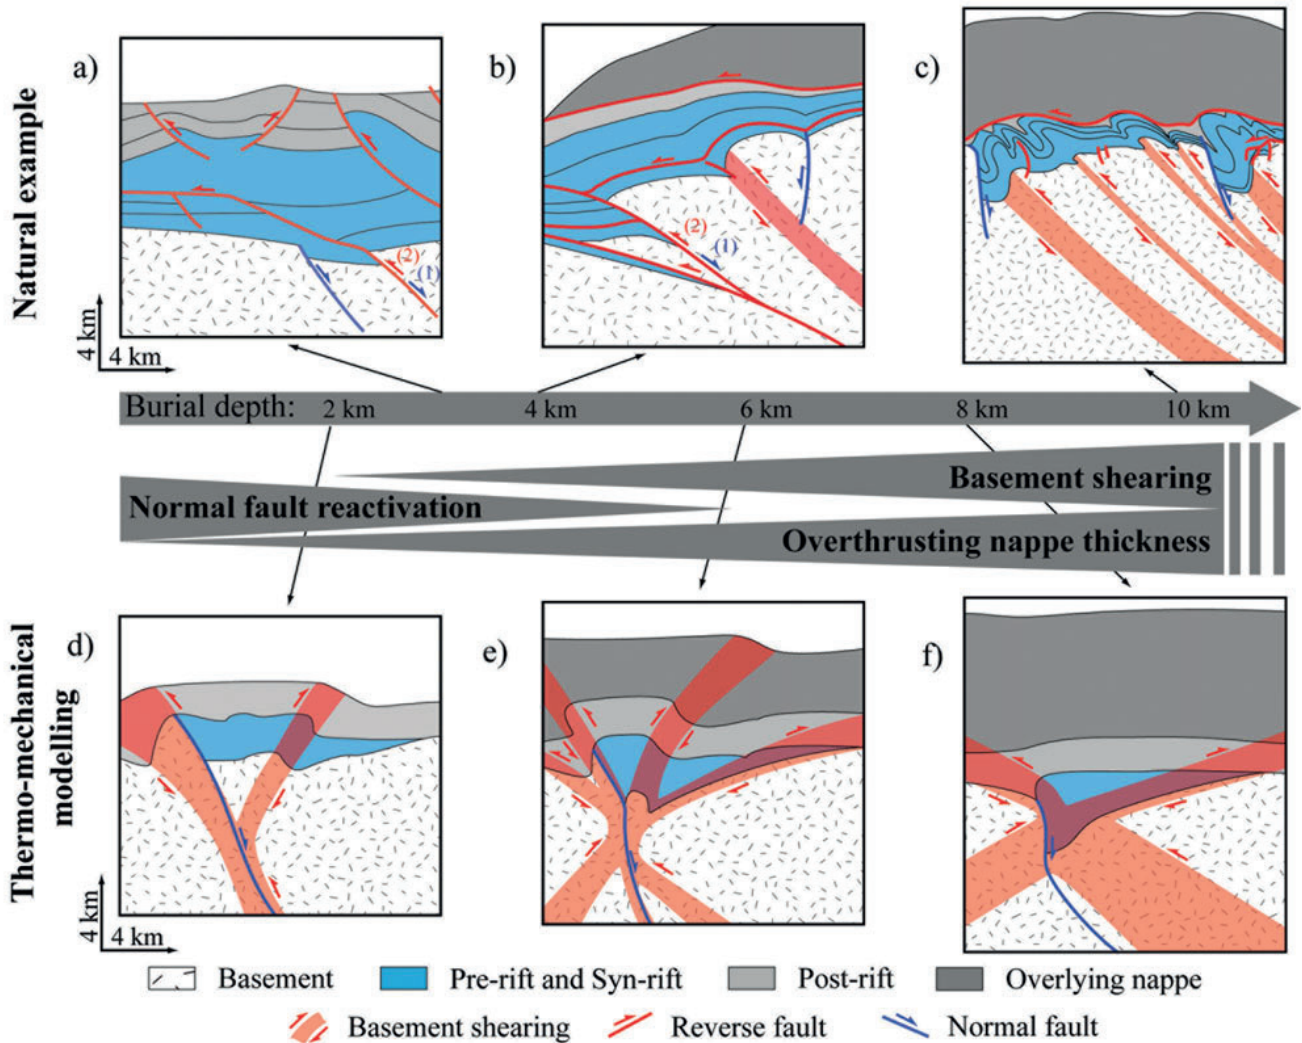 Natural example
a)
b)
c)
(2)
(1)
(2)
(1)
4 km
4 km
Burial depth: 2 km 4 km 6 km 8 km 10 km
Basement shearing
Normal fault reactivation
Overthrusting nappe thickness
Thermo-mechanical
modelling
d)
e)
f)
4 km
4 km
Basement Pre-rift and Syn-rift Post-rift Overlying nappe
Basement shearing Reverse fault Normal fault